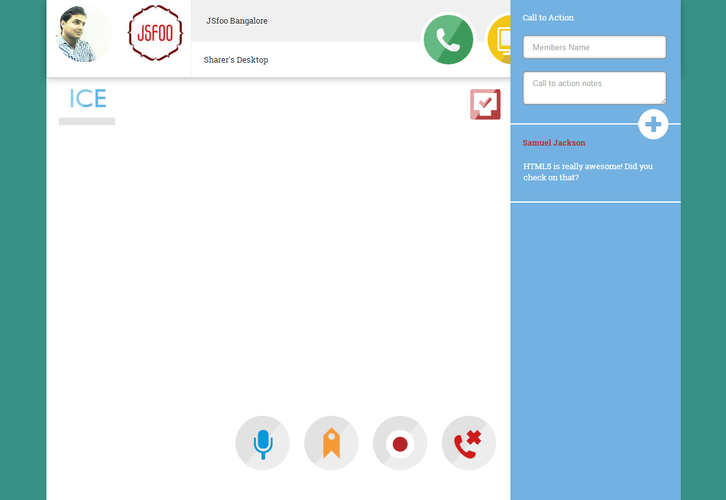 JSFOO
JSfoo Bangalore
Sharer's Desktop
ICE
Call to Action
Members Name
Call to action notes
Samuel Jackson
HTML5 is really awesome! Did you
check on that?